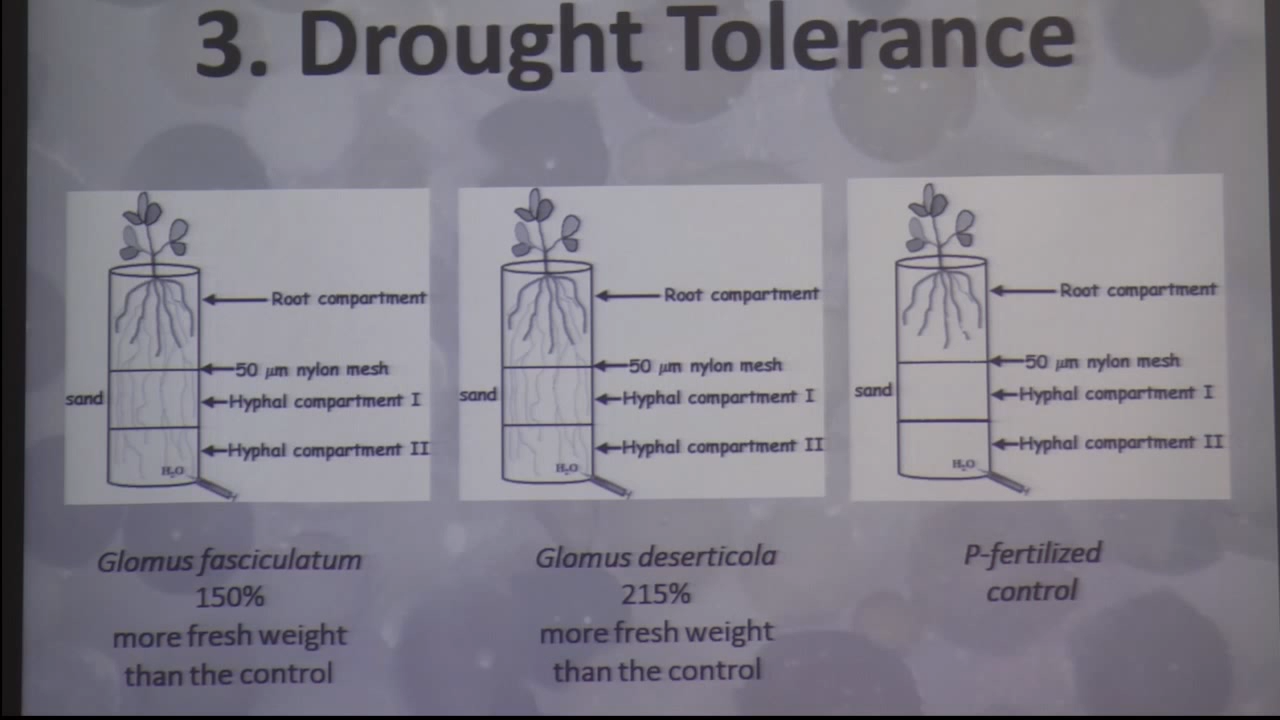 3. Drought Tolerance
Root compartment
50 μm nylon mesh
sand
Hyphal compartment I
Hyphal compartment II
H₂O
Root compartment
50 μm nylon mesh
sand
Hyphal compartment I
Hyphal compartment II
H₂O
Root compartment
50 μm nylon mesh
sand
Hyphal compartment I
Hyphal compartment II
H₂O
Glomus fasciculatum
150%
more fresh weight
than the control
Glomus deserticola
215%
more fresh weight
than the control
P-fertilized
control